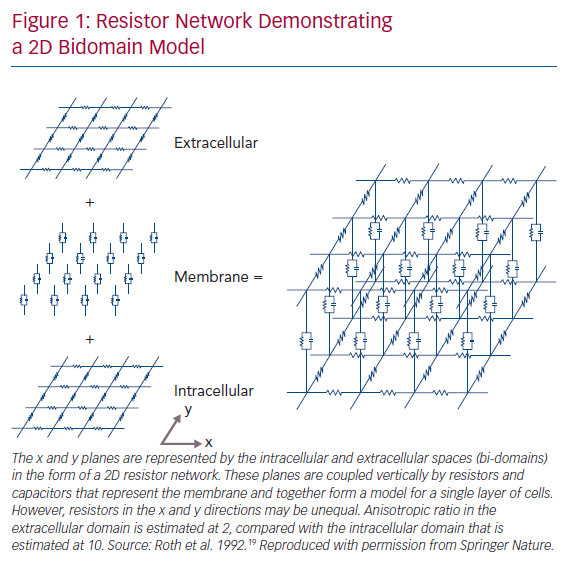 Figure 1: Resistor Network Demonstrating
a 2D Bidomain Model
Extracellular
+
Membrane =
+
Intracellular
y
x
The x and y planes are represented by the intracellular and extracellular spaces (bi-domains)
in the form of a 2D resistor network. These planes are coupled vertically by resistors and
capacitors that represent the membrane and together form a model for a single layer of cells.
However, resistors in the x and y directions may be unequal. Anisotropic ratio in the
extracellular domain is estimated at 2, compared with the intracellular domain that is
estimated at 10. Source: Roth et al. 1992.¹⁹ Reproduced with permission from Springer Nature.